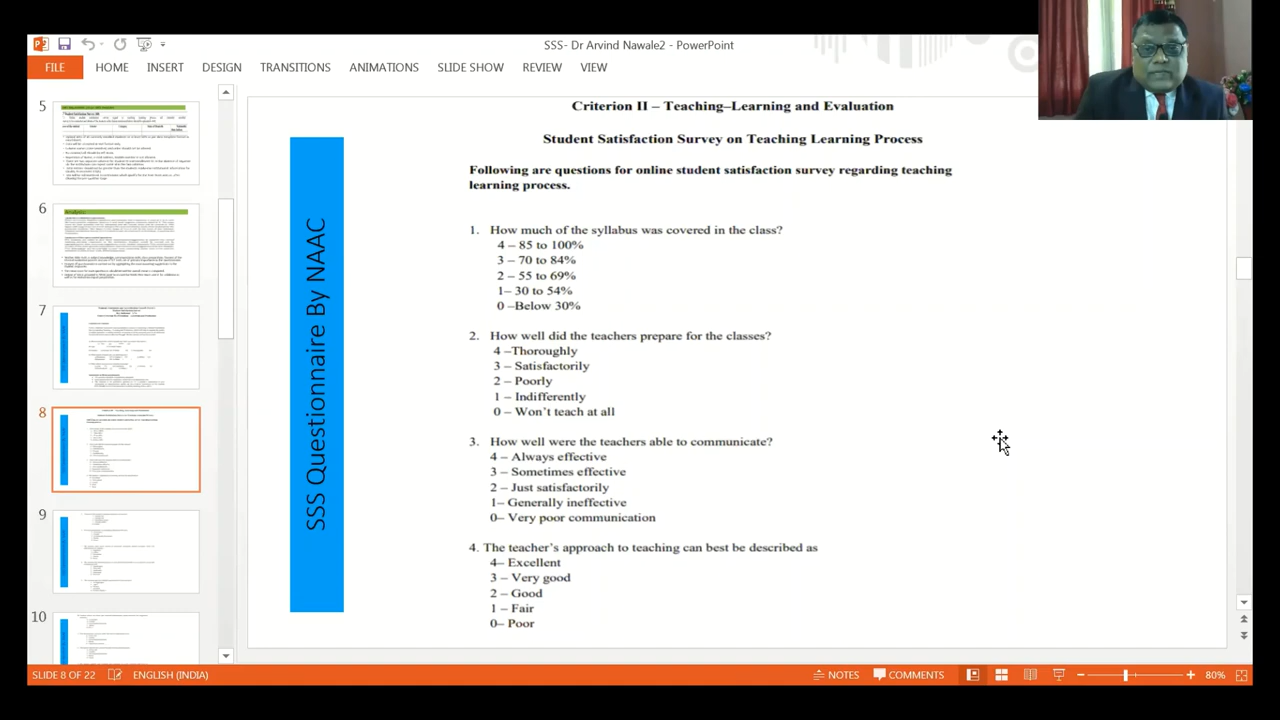 SSS- Dr Arvind Nawale2 - PowerPoint
FILE HOME INSERT DESIGN TRANSITIONS ANIMATIONS SLIDE SHOW REVIEW VIEW
5
6
Analysis
7
8
9
10
SSS Questionnaire By NAAC
Criterion II – Teaching–Learning and Evaluation
Student Satisfaction Survey on Teaching Learning Process
Following are questions for online student satisfaction survey regarding teaching
learning process.
1. How much of the syllabus was covered in the class?
4 – 85 to 100%
3 – 70 to 84%
2 – 55 to 69%
1– 30 to 54%
0 –Below 30%
2. How well did the teachers prepare for the classes?
4 –Thoroughly
3 – Satisfactorily
2 – Poorly
1 – Indifferently
0 – Won't teach at all
3. How well were the teachers able to communicate?
4 – Always effective
3 – Sometimes effective
2 – Just satisfactorily
1– Generally ineffective
0– Very poor communication
4. The teacher's approach to teaching can best be described as
4– Excellent
3 – Very good
2 – Good
1 – Fair
0– Poor
SLIDE 8 OF 22 ENGLISH (INDIA) NOTES COMMENTS 80%